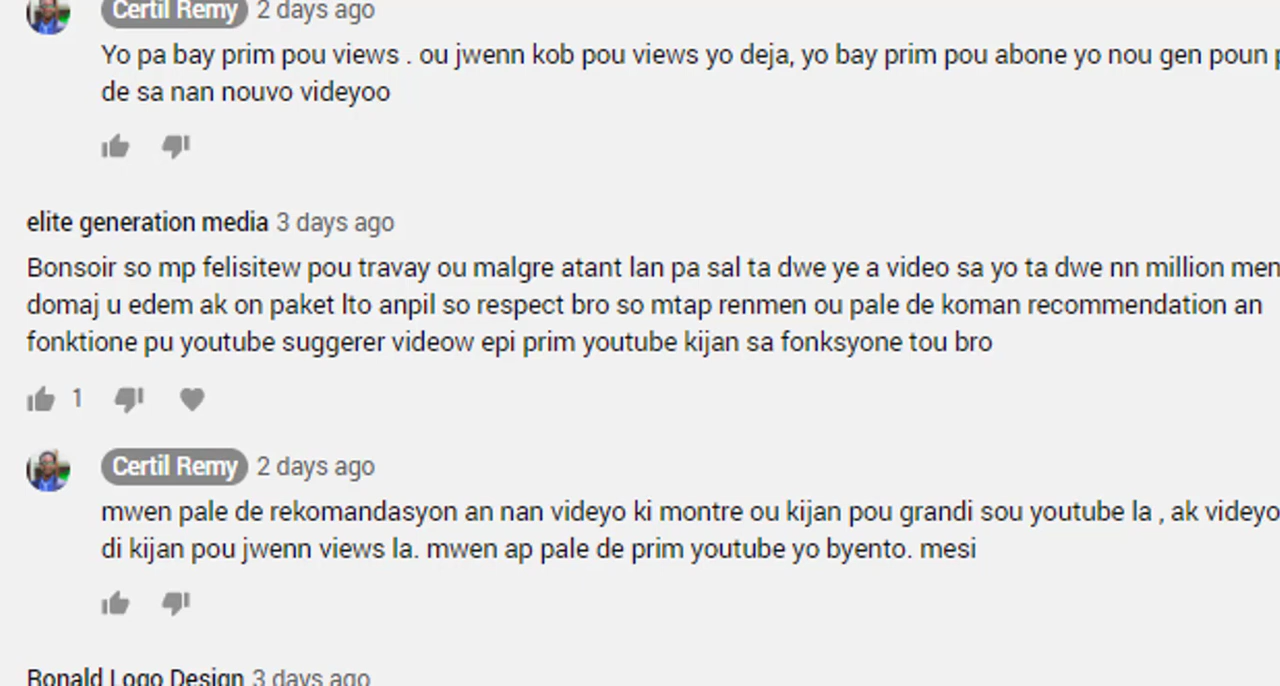 Certil Remy 2 days ago
Yo pa bay prim pou views . ou jwenn kob pou views yo deja, yo bay prim pou abone yo nou gen poun
de sa nan nouvo videyoo
elite generation media 3 days ago
Bonsoir so mp felisitew pou travay ou malgre atant lan pa sal ta dwe ye a video sa yo ta dwe nn million
domaj u edem ak on paket lto anpil so respect bro so mtap renmen ou pale de koman recommendation an
fonktione pu youtube suggerer videow epi prim youtube kijan sa fonksyone tou bro
1
Certil Remy 2 days ago
mwen pale de rekomandasyon an nan videyo ki montre ou kijan pou grandi sou youtube la , ak videyo
di kijan pou jwenn views la. mwen ap pale de prim youtube yo byento. mesi
Ronald Logo Design 3 days ago